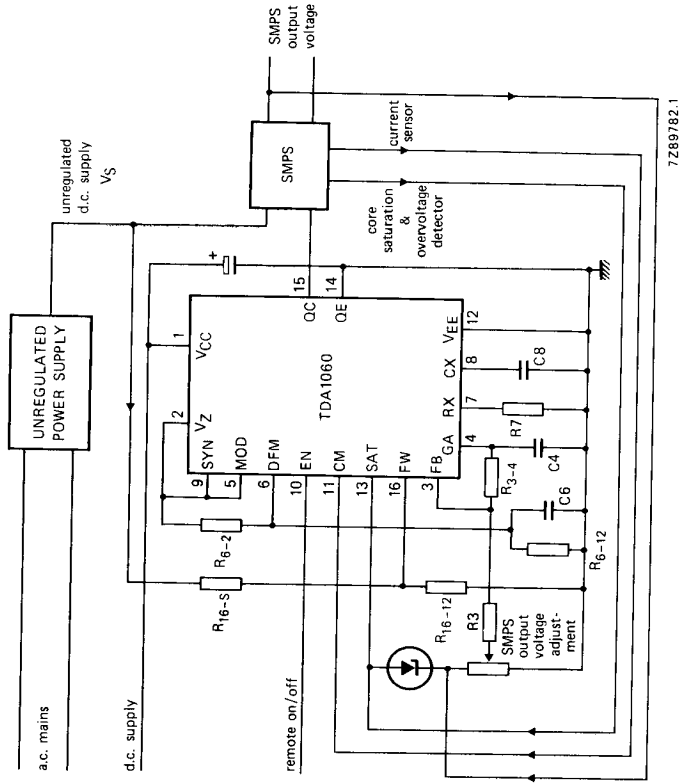 a.c. mains
UNREGULATED
POWER SUPPLY
unregulated
d.c. supply
VS
d.c. supply
remote on/off
R16-S
R6-2
2
VZ
1
VCC
9
SYN
5
MOD
6
DFM
10
EN
11
CM
13
SAT
16
FW
3
FB
TDA1060
15
QC
14
QE
+
SMPS
SMPS
output
voltage
core
saturation
&
overvoltage
detector
current
sensor
GA
4
RX
7
CX
8
VEE
12
R16-12
R3
R3-4
SMPS
output
voltage
adjust-
ment
R6-12
C6
C4
R7
C8
7Z89782.1